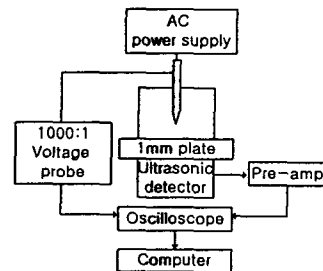 AC
power supply
1000:1
Voltage
probe
1mm plate
Ultrasonic
detector
Pre-amp
Oscilloscope
Computer